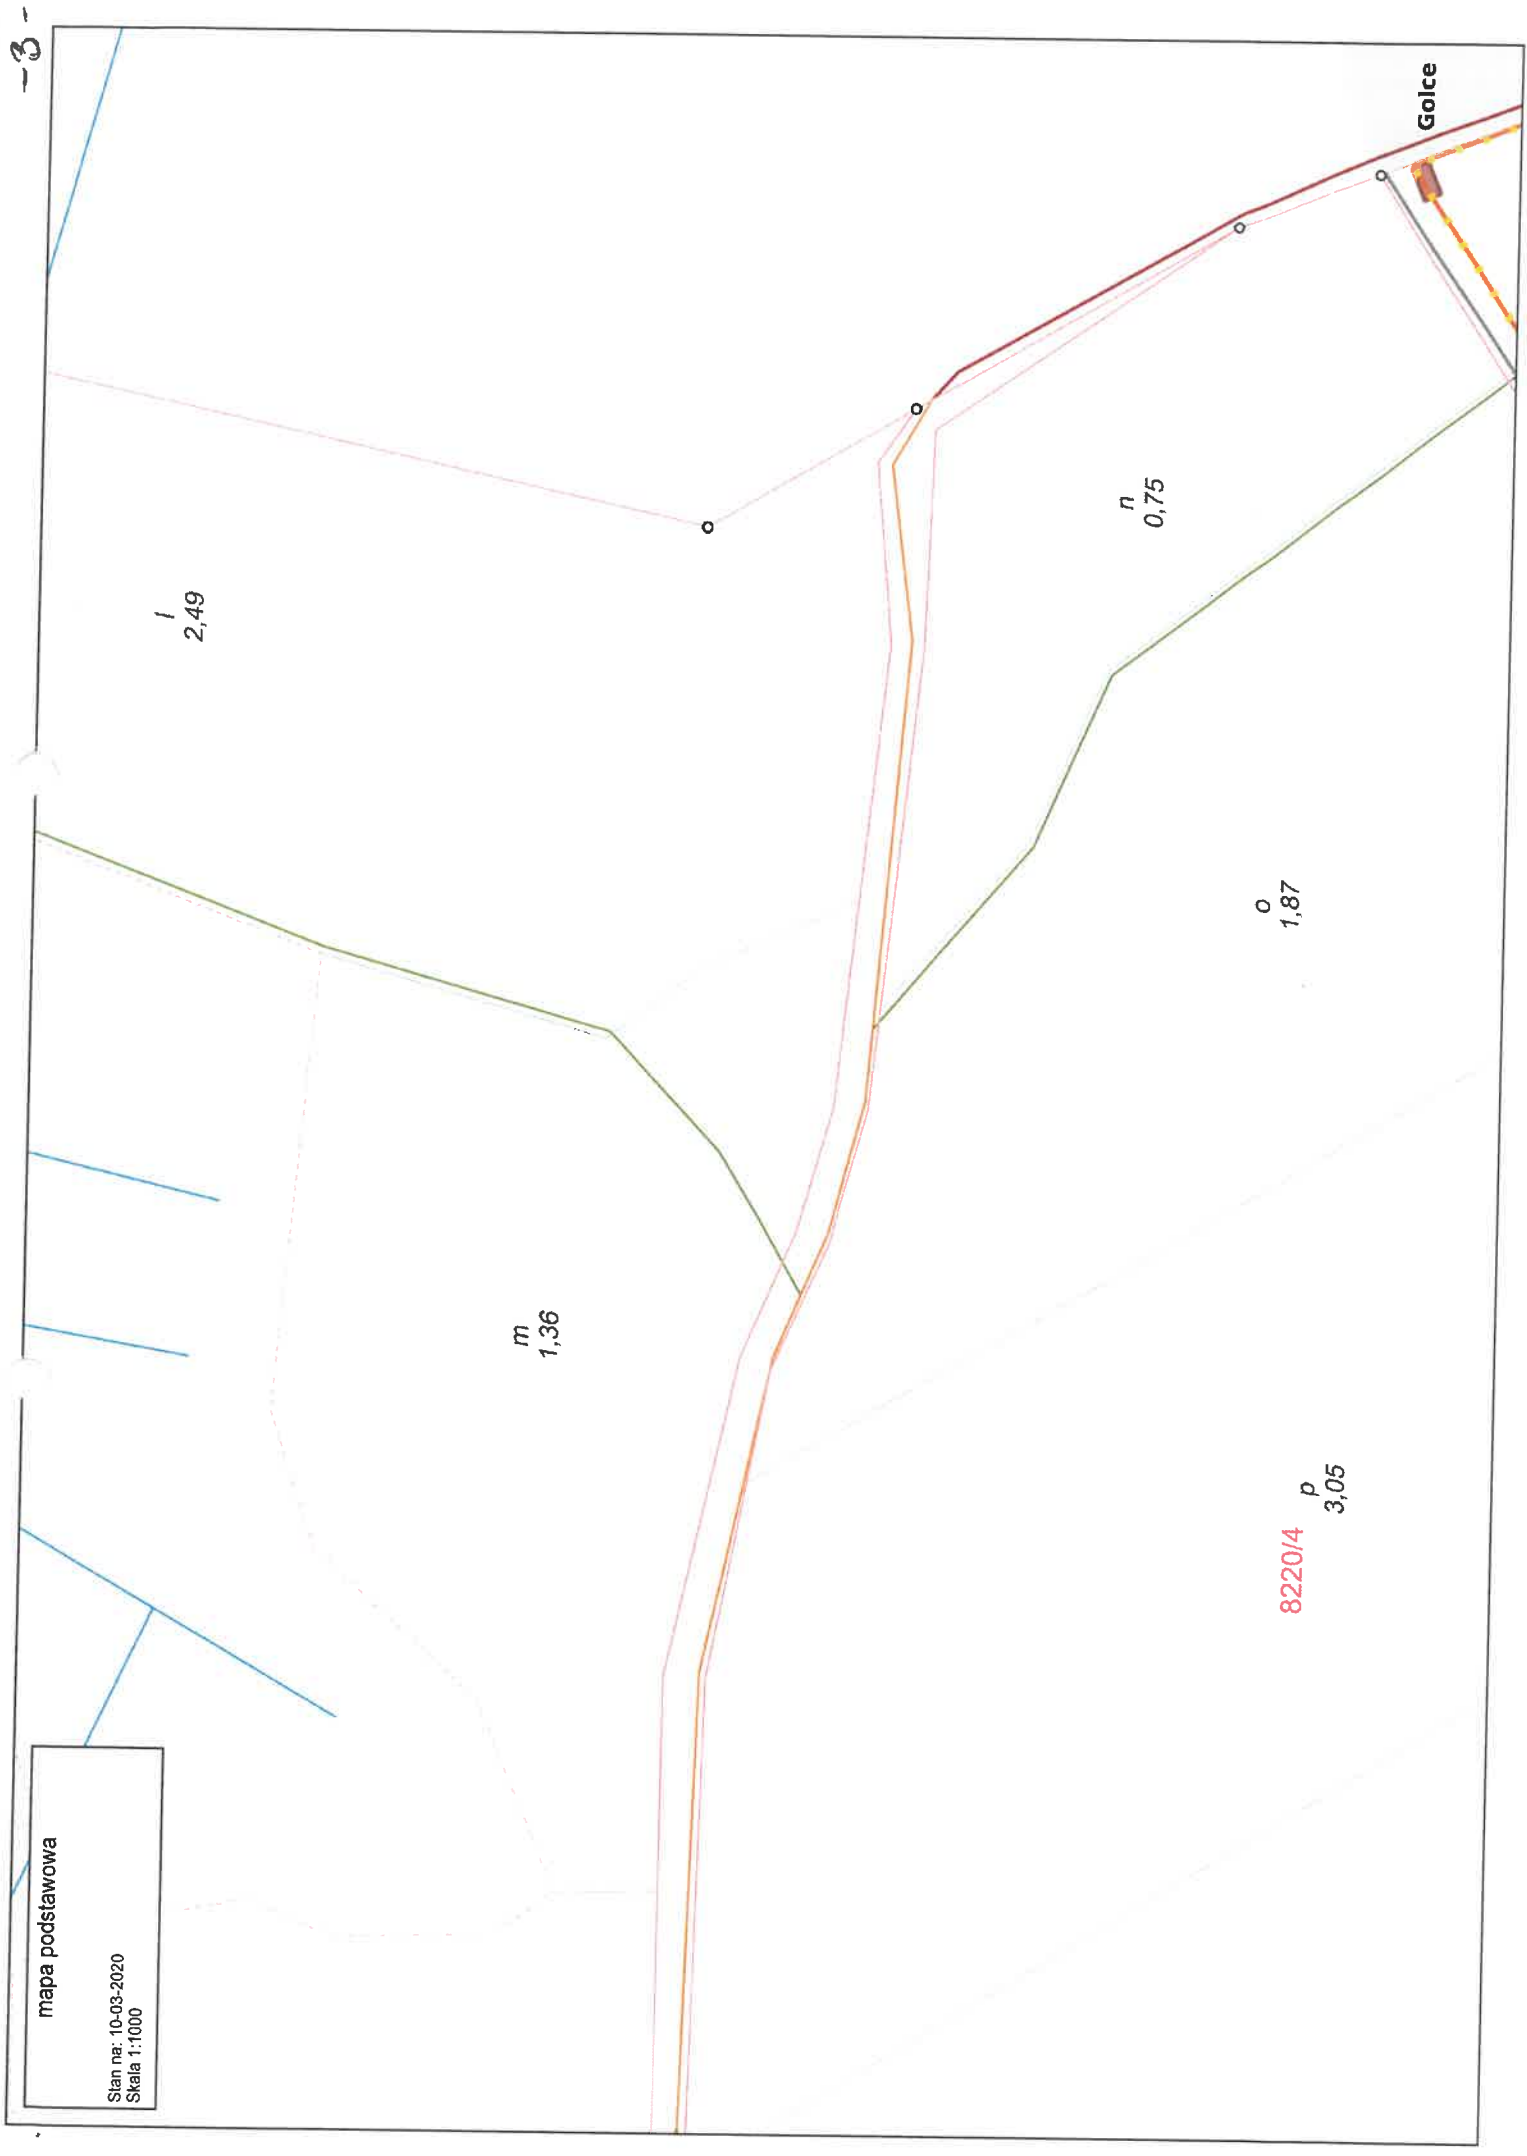 - 3 -
mapa podstawowa
Stan na: 10-03-2020
Skala 1:1000
l
2,49
m
1,36
n
0,75
o
1,87
p
3,05
8220/4
Golce